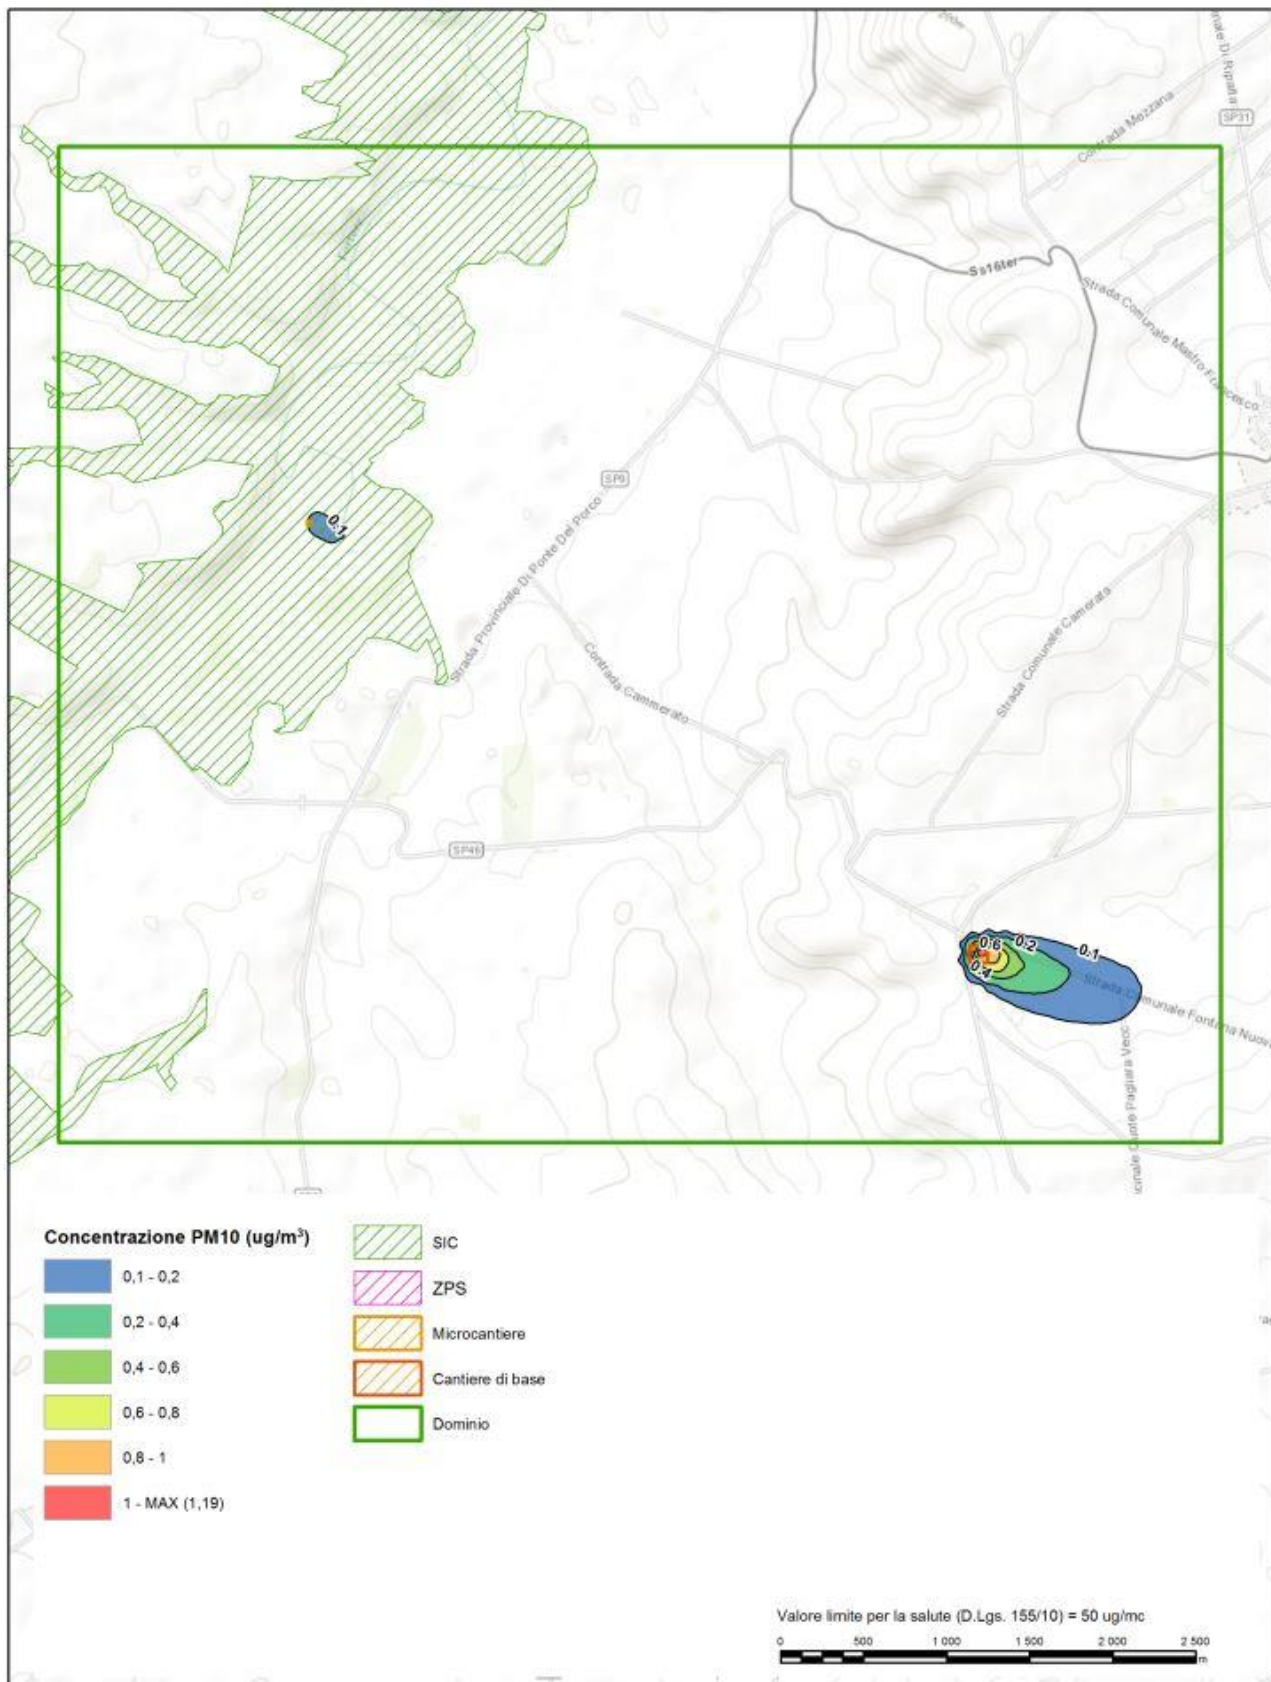 SP31
Contrada Mezzana
Ss16ter
Strada Comunale Mastro Francesco
SP9
0.1
Strada Provinciale Di Ponte Del Porco
Strada Comunale Camerata
Contrada Cammerato
SP46
0.6
0.2
0.1
0.4
Strada Comunale Fontana Nuova
Concentrazione PM10 (ug/m³)
0,1 - 0,2
0,2 - 0,4
0,4 - 0,6
0,6 - 0,8
0,8 - 1
1 - MAX (1,19)
SIC
ZPS
Microcantiere
Cantiere di base
Dominio
Valore limite per la salute (D.Lgs. 155/10) = 50 ug/mc
0 500 1 000 1 500 2 000 2 500
m